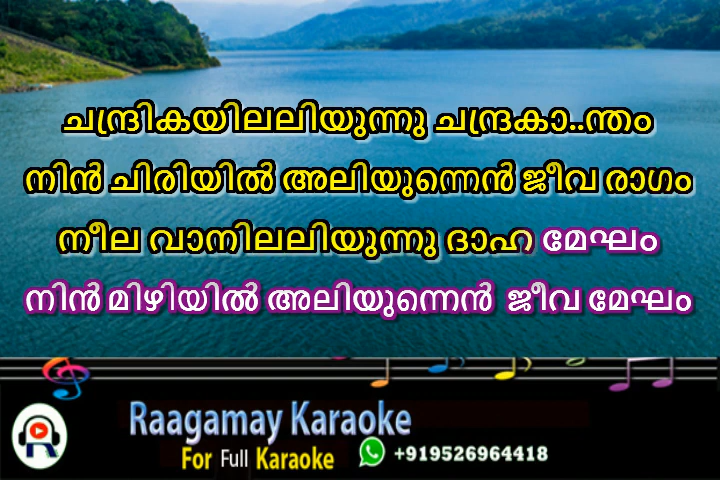 ചന്ദ്രികയിലലിയുന്നു ചന്ദ്രകാ..ന്തം
നിൻ ചിരിയിൽ അലിയുന്നെൻ ജീവ രാഗം
നീല വാനിലലിയുന്നു ദാഹ മേഘം
നിൻ മിഴിയിൽ അലിയുന്നെൻ ജീവ മേഘം
Raagamay Karaoke
For Full Karaoke +919526964418